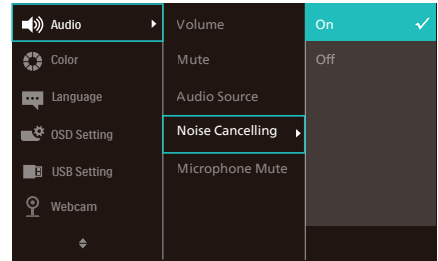 Audio
Color
Language
OSD Setting
USB Setting
Webcam
Volume
Mute
Audio Source
Noise Cancelling
Microphone Mute
On
Off